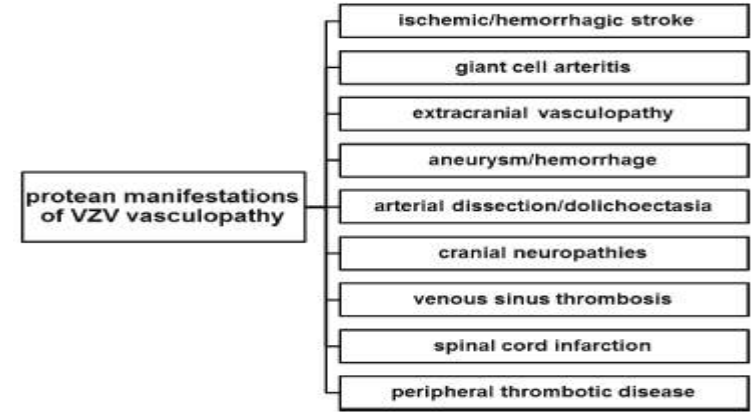 ischemic/hemorrhagic stroke
giant cell arteritis
extracranial vasculopathy
aneurysm/hemorrhage
protean manifestations
of VZV vasculopathy
arterial dissection/dolichoectasia
cranial neuropathies
venous sinus thrombosis
spinal cord infarction
peripheral thrombotic disease